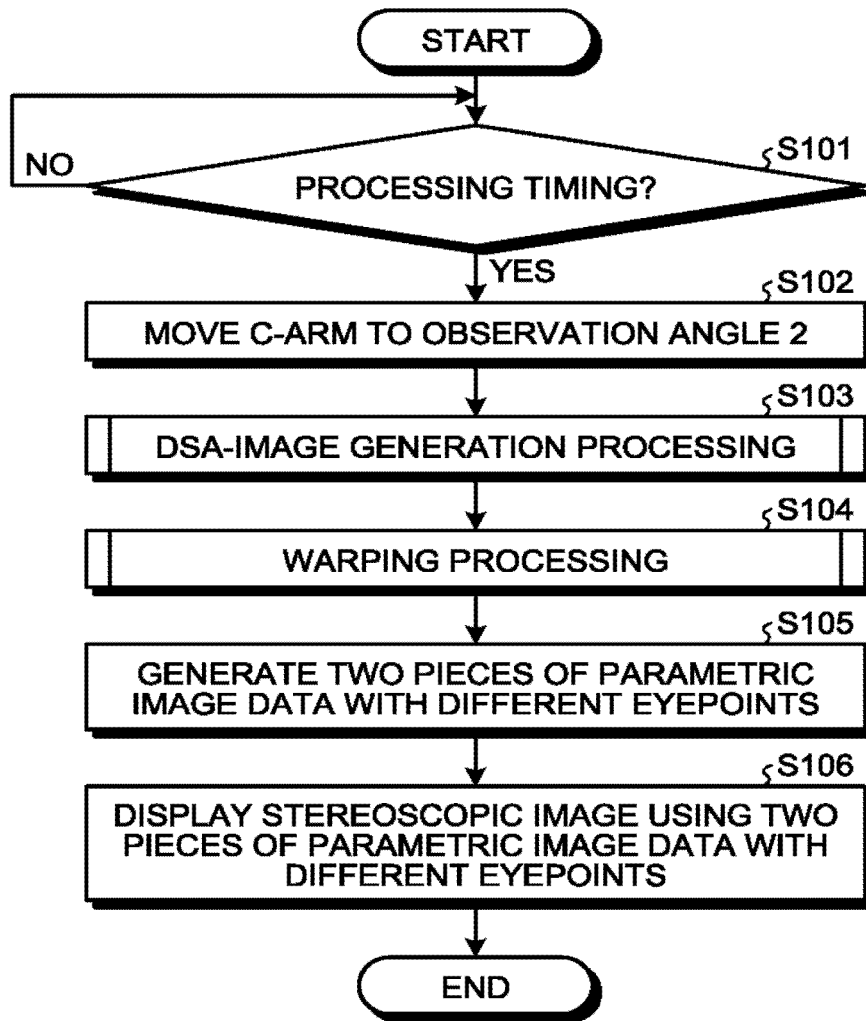 START
S101
NO
PROCESSING TIMING?
YES
S102
MOVE C-ARM TO OBSERVATION ANGLE 2
S103
DSA-IMAGE GENERATION PROCESSING
S104
WARPING PROCESSING
S105
GENERATE TWO PIECES OF PARAMETRIC
IMAGE DATA WITH DIFFERENT EYEPOINTS
S106
DISPLAY STEREOSCOPIC IMAGE USING TWO
PIECES OF PARAMETRIC IMAGE DATA WITH
DIFFERENT EYEPOINTS
END